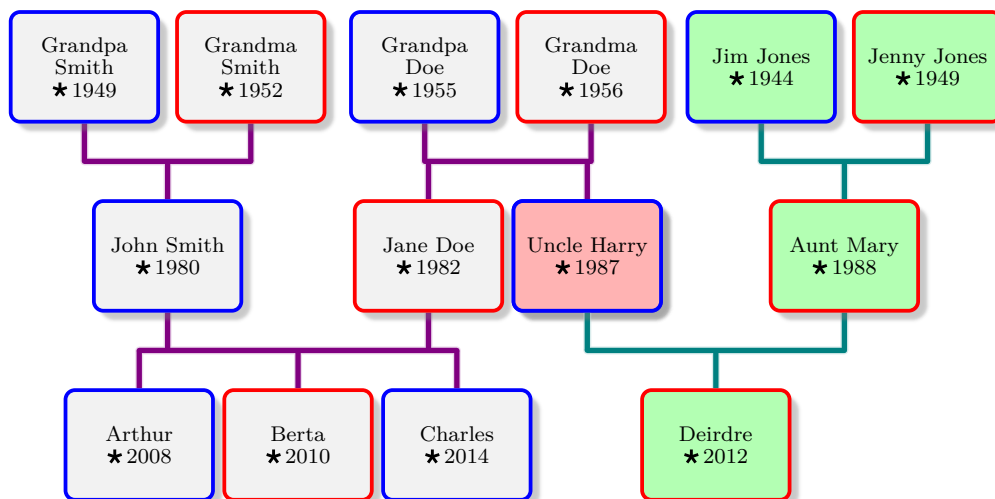 Grandpa
Smith
★ 1949
Grandma
Smith
★ 1952
Grandpa
Doe
★ 1955
Grandma
Doe
★ 1956
Jim Jones
★ 1944
Jenny Jones
★ 1949
John Smith
★ 1980
Jane Doe
★ 1982
Uncle Harry
★ 1987
Aunt Mary
★ 1988
Arthur
★ 2008
Berta
★ 2010
Charles
★ 2014
Deirdre
★ 2012